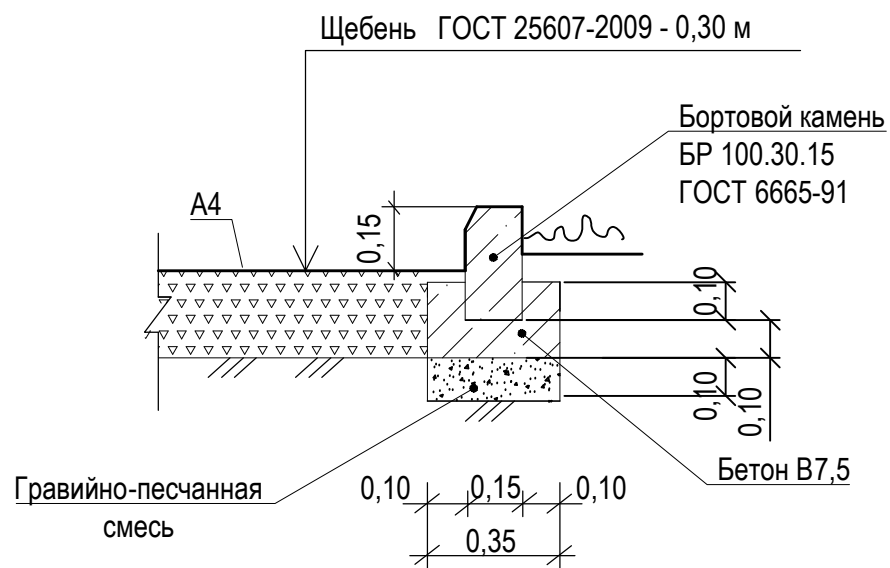 Щебень ГОСТ 25607-2009 - 0,30 м
Бортовой камень
БР 100.30.15
ГОСТ 6665-91
А4
0,15
0,10
0,10
0,10
Бетон В7,5
Гравийно-песчанная
смесь
0,10 0,15 0,10
0,35